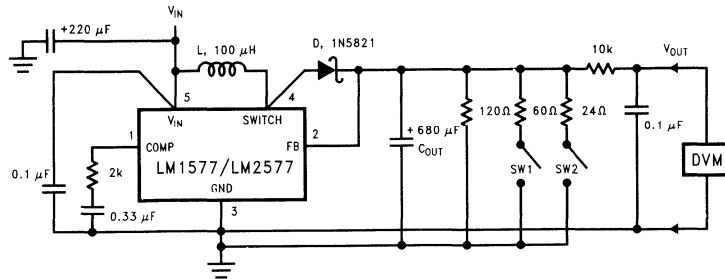 V_IN
+220 μF
L, 100 μH
D, 1N5821
10k
V_OUT
5
4
V_IN
SWITCH
1
COMP
FB
2
LM1577/LM2577
GND
3
0.1 μF
2k
0.33 μF
+ 680 μF
C_OUT
120Ω
60Ω
24Ω
SW1
SW2
0.1 μF
DVM